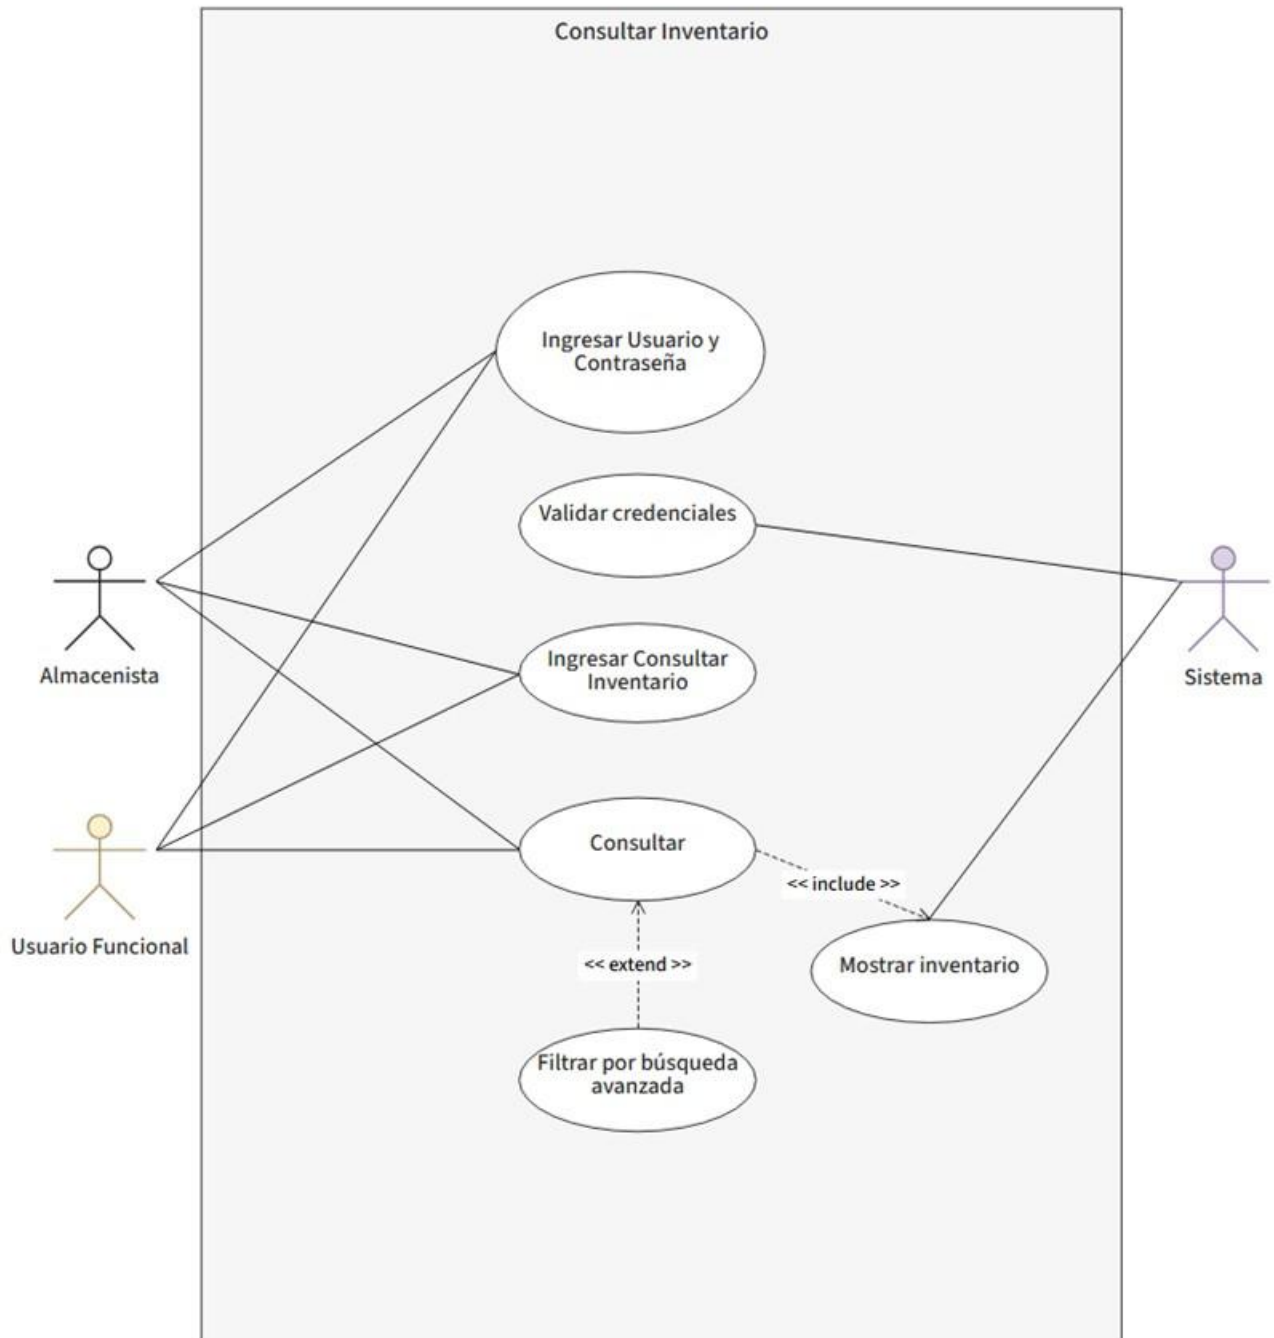 Consultar Inventario
Ingresar Usuario y
Contraseña
Validar credenciales
Almacenista
Ingresar Consultar
Inventario
Sistema
Consultar
<< include >>
Usuario Funcional
<< extend >>
Mostrar inventario
Filtrar por búsqueda
avanzada